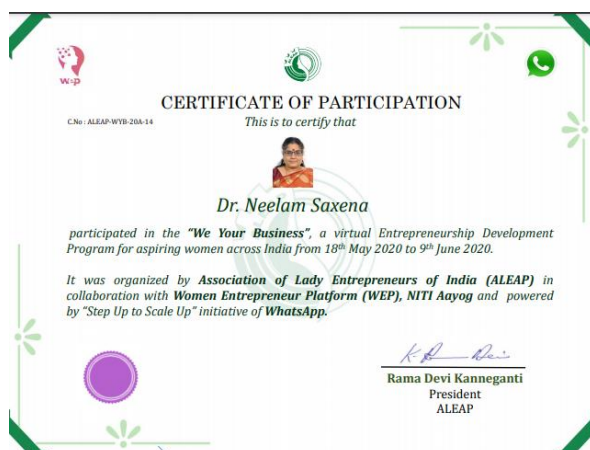 WEP
CERTIFICATE OF PARTICIPATION
C.No : ALEAP-WYB-20A-14
This is to certify that
Dr. Neelam Saxena
participated in the “We Your Business”, a virtual Entrepreneurship Development
Program for aspiring women across India from 18th May 2020 to 9th June 2020.
It was organized by Association of Lady Entrepreneurs of India (ALEAP) in
collaboration with Women Entrepreneur Platform (WEP), NITI Aayog and powered
by “Step Up to Scale Up” initiative of WhatsApp.
Rama Devi Kanneganti
President
ALEAP